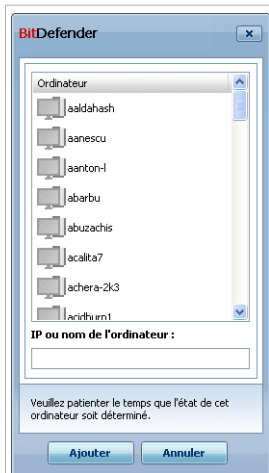 BitDefender
Ordinateur
aaldahash
aanescu
aanton-l
abarbu
abuzachis
acalita7
achera-2k3
acidburn1
IP ou nom de l'ordinateur :
Veuillez patienter le temps que l'état de cet
ordinateur soit déterminé.
Ajouter Annuler